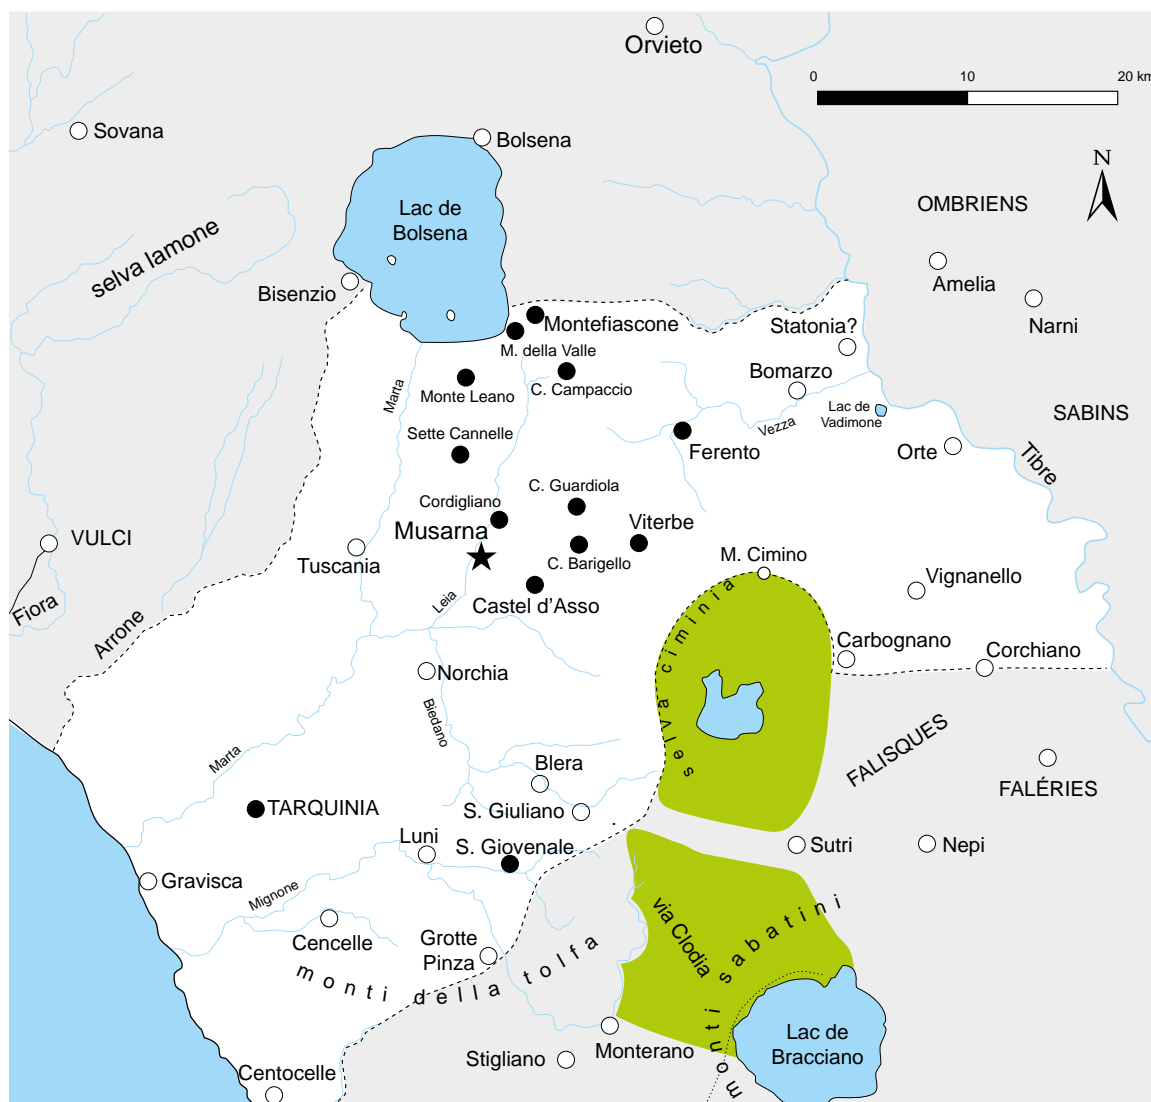 Orvieto
0 10 20 km
Sovana
Bolsena
N
Lac de
Bolsena
OMBRIENS
selva lamone
Bisenzio
Amelia
Narni
Montefiascone
Statonia?
M. della Valle
Bomarzo
Marta
Monte Leano
C. Campaccio
Lac de
Vadimone
SABINS
Sette Cannelle
Vezza
Ferento
Orte
Tibre
C. Guardiola
Cordigliano
Musarna
Viterbe
VULCI
Tuscania
C. Barigello
M. Cimino
Vignanello
Fiora
Arrone
Leia
Castel d’Asso
selva ciminia
Carbognano
Corchiano
Norchia
Biedano
Marta
FALISQUES
Blera
FALÉRIES
TARQUINIA
S. Giuliano
Luni
S. Giovenale
Sutri
Nepi
Gravisca
Mignone
via Clodia
Cencelle
Grotte
Pinza
monti della tolfa
monti sabatini
Lac de
Bracciano
Monterano
Stigliano
Centocelle